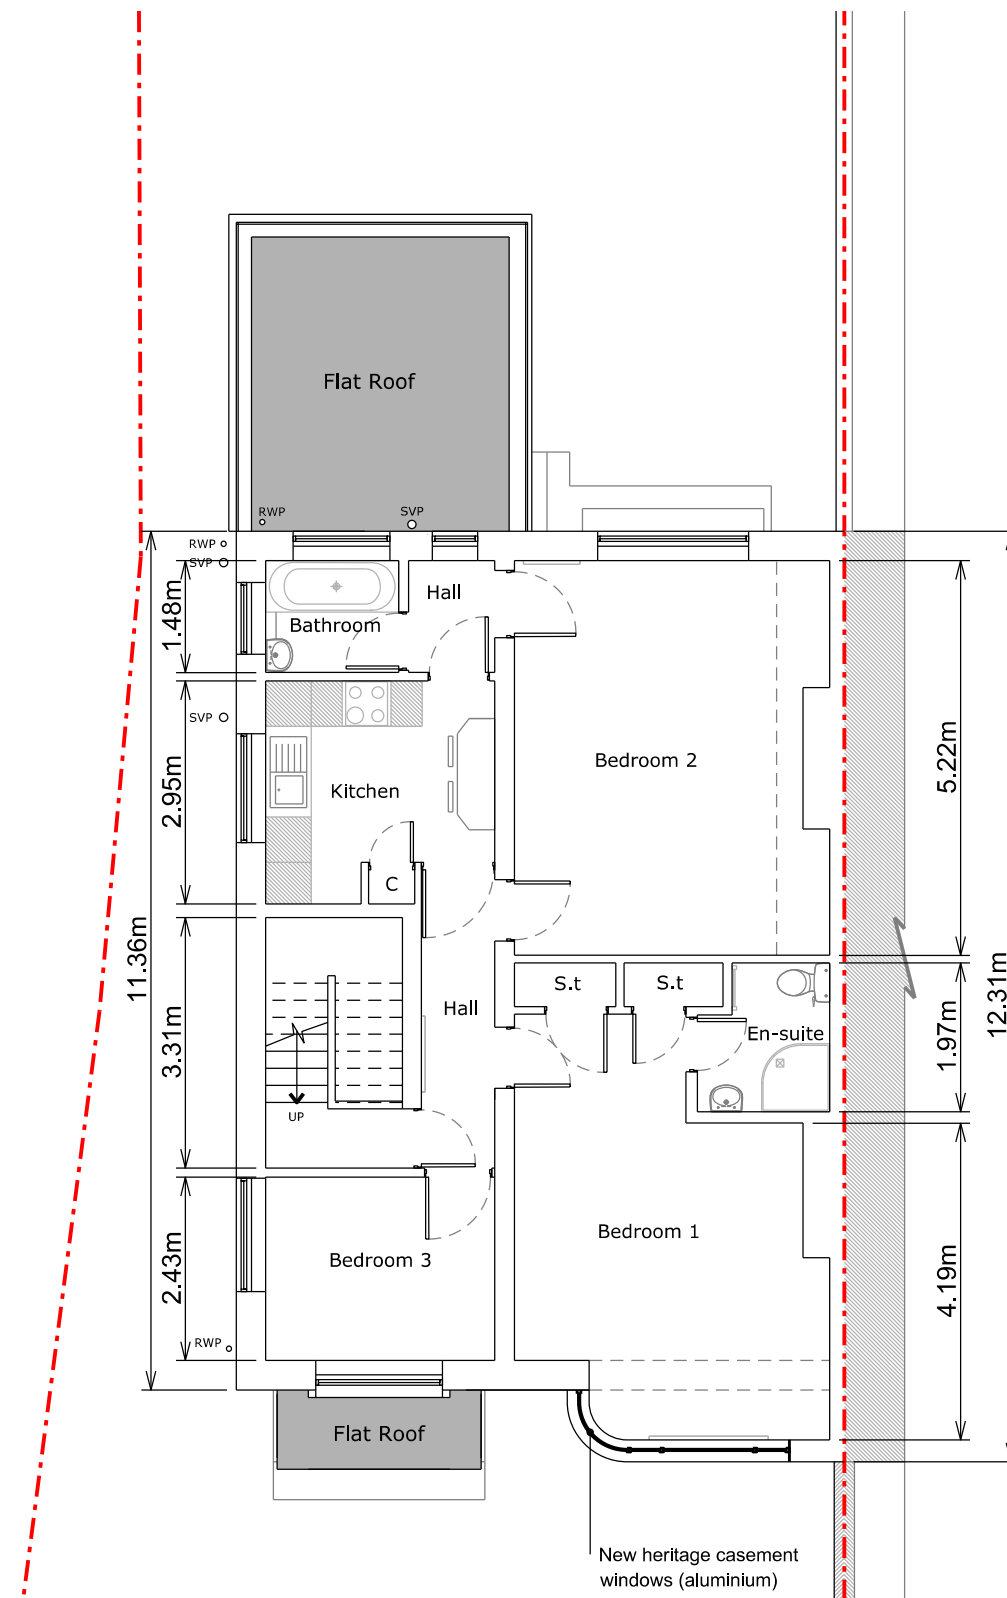 Flat Roof
RWP
SVP
RWP
SVP
Hall
1.48m
Bathroom
SVP
2.95m
Kitchen
Bedroom 2
5.22m
C
11.36m
12.31m
3.31m
Hall
S.t
S.t
En-suite
1.97m
UP
Bedroom 1
2.43m
Bedroom 3
4.19m
RWP
Flat Roof
New heritage casement
windows (aluminium)